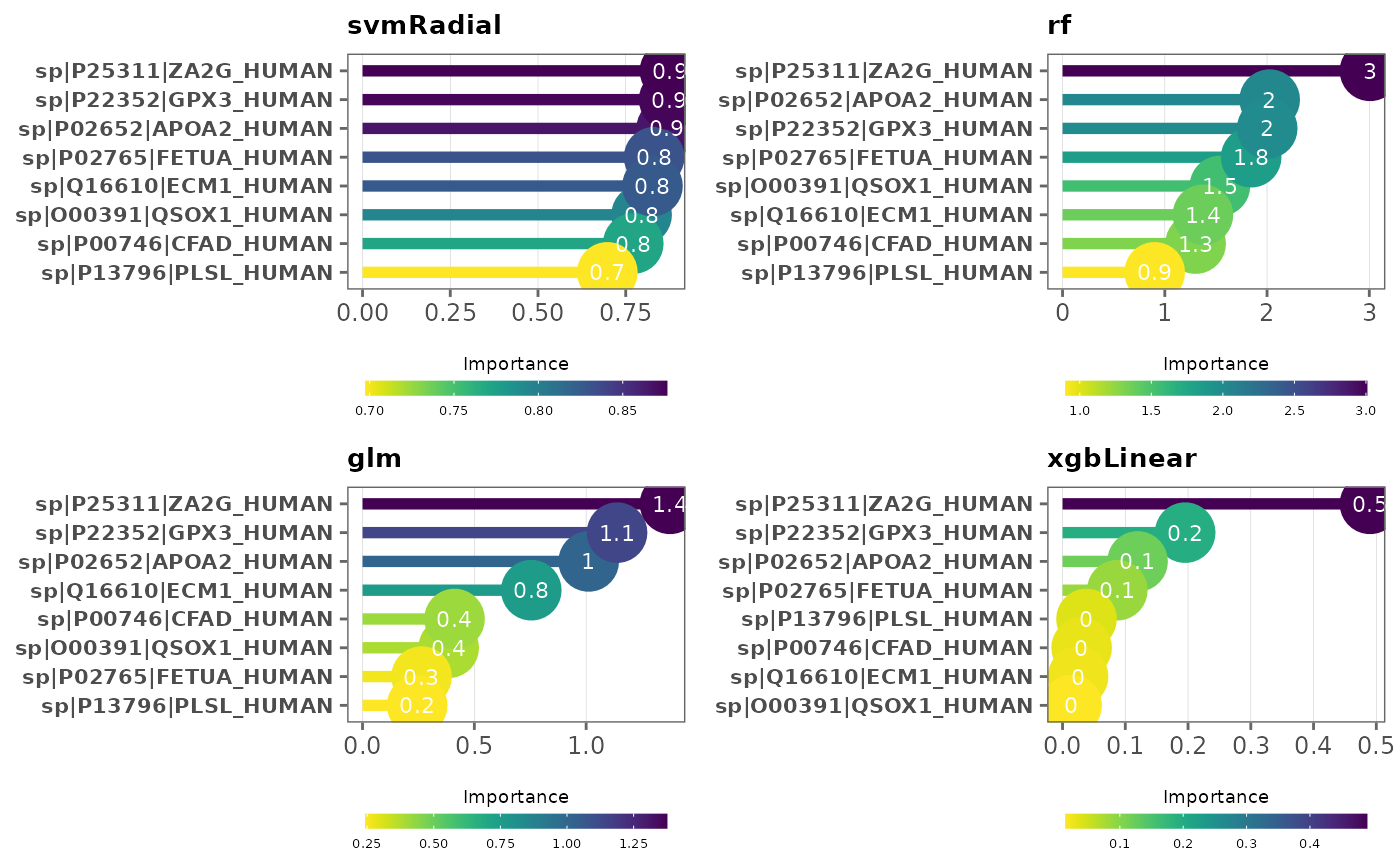 svmRadial
sp|P25311|ZA2G_HUMAN 0.9
sp|P22352|GPX3_HUMAN 0.9
sp|P02652|APOA2_HUMAN 0.9
sp|P02765|FETUA_HUMAN 0.8
sp|Q16610|ECM1_HUMAN 0.8
sp|O00391|QSOX1_HUMAN 0.8
sp|P00746|CFAD_HUMAN 0.8
sp|P13796|PLSL_HUMAN 0.7
0.00 0.25 0.50 0.75
Importance
0.70 0.75 0.80 0.85
rf
sp|P25311|ZA2G_HUMAN 3
sp|P02652|APOA2_HUMAN 2
sp|P22352|GPX3_HUMAN 2
sp|P02765|FETUA_HUMAN 1.8
sp|O00391|QSOX1_HUMAN 1.5
sp|Q16610|ECM1_HUMAN 1.4
sp|P00746|CFAD_HUMAN 1.3
sp|P13796|PLSL_HUMAN 0.9
0 1 2 3
Importance
1.0 1.5 2.0 2.5 3.0
glm
sp|P25311|ZA2G_HUMAN 1.4
sp|P22352|GPX3_HUMAN 1.1
sp|P02652|APOA2_HUMAN 1
sp|Q16610|ECM1_HUMAN 0.8
sp|P00746|CFAD_HUMAN 0.4
sp|O00391|QSOX1_HUMAN 0.4
sp|P02765|FETUA_HUMAN 0.3
sp|P13796|PLSL_HUMAN 0.2
0.0 0.5 1.0
Importance
0.25 0.50 0.75 1.00 1.25
xgbLinear
sp|P25311|ZA2G_HUMAN 0.5
sp|P22352|GPX3_HUMAN 0.2
sp|P02652|APOA2_HUMAN 0.1
sp|P02765|FETUA_HUMAN 0.1
sp|P13796|PLSL_HUMAN 0
sp|P00746|CFAD_HUMAN 0
sp|Q16610|ECM1_HUMAN 0
sp|O00391|QSOX1_HUMAN 0
0.0 0.1 0.2 0.3 0.4 0.5
Importance
0.1 0.2 0.3 0.4